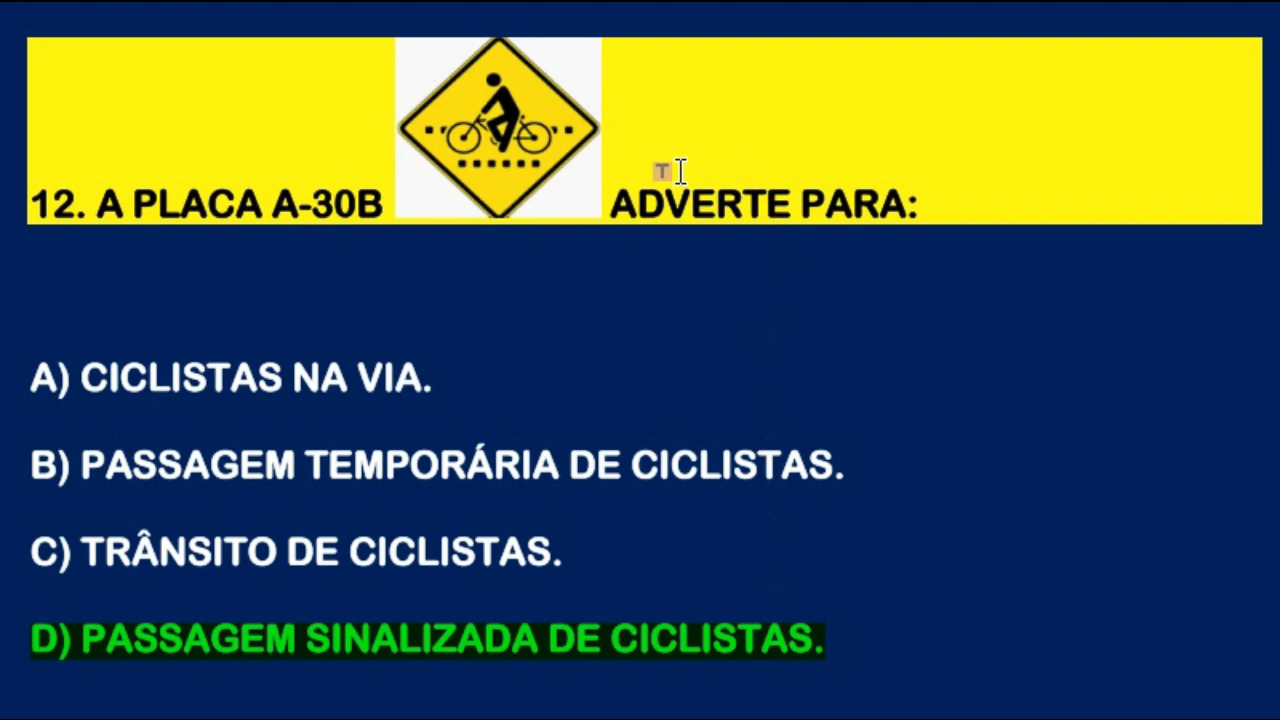 12. A PLACA A-30B ADVERTE PARA:
A) CICLISTAS NA VIA.
B) PASSAGEM TEMPORÁRIA DE CICLISTAS.
C) TRÂNSITO DE CICLISTAS.
D) PASSAGEM SINALIZADA DE CICLISTAS.